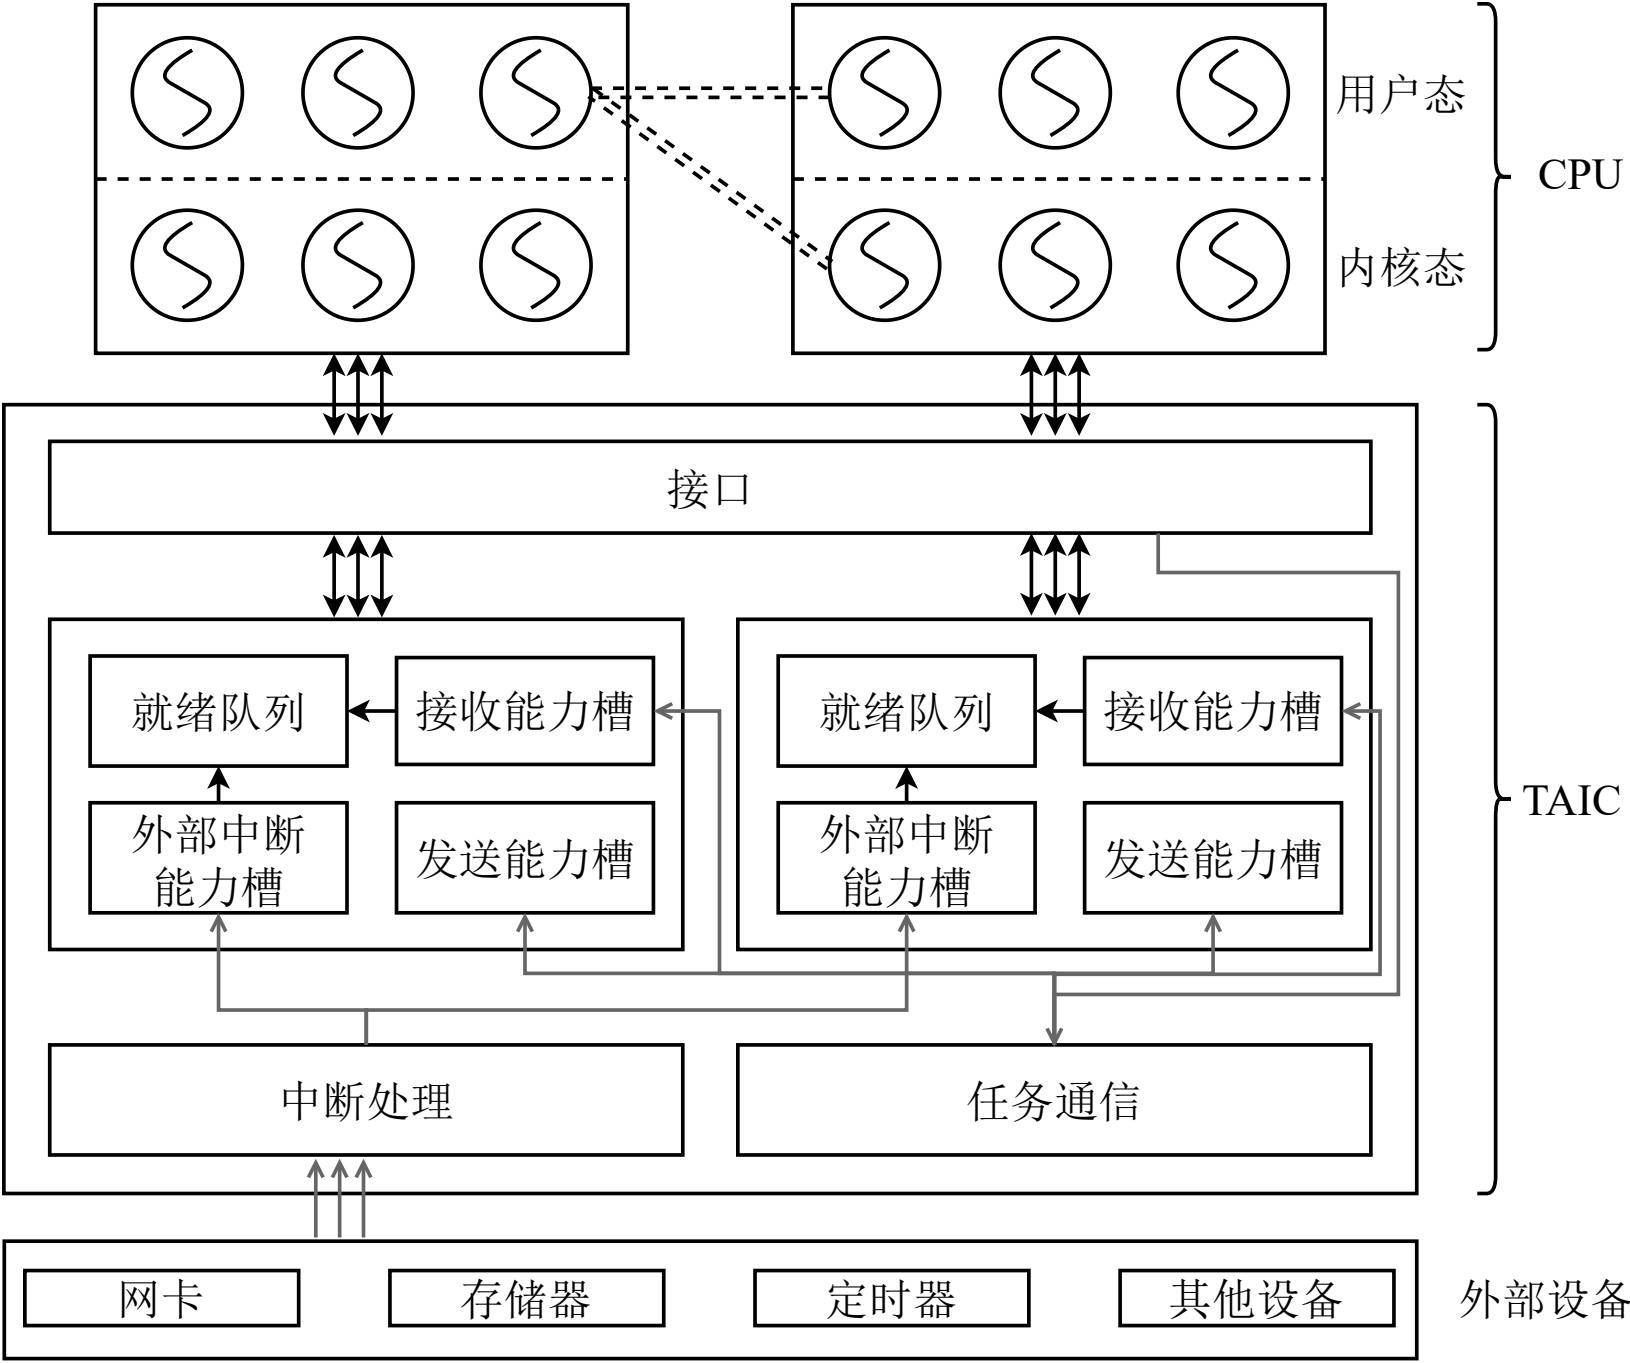 用户态
CPU
内核态
接口
就绪队列
接收能力槽
就绪队列
接收能力槽
TAIC
外部中断
能力槽
发送能力槽
外部中断
能力槽
发送能力槽
中断处理
任务通信
网卡
存储器
定时器
其他设备
外部设备